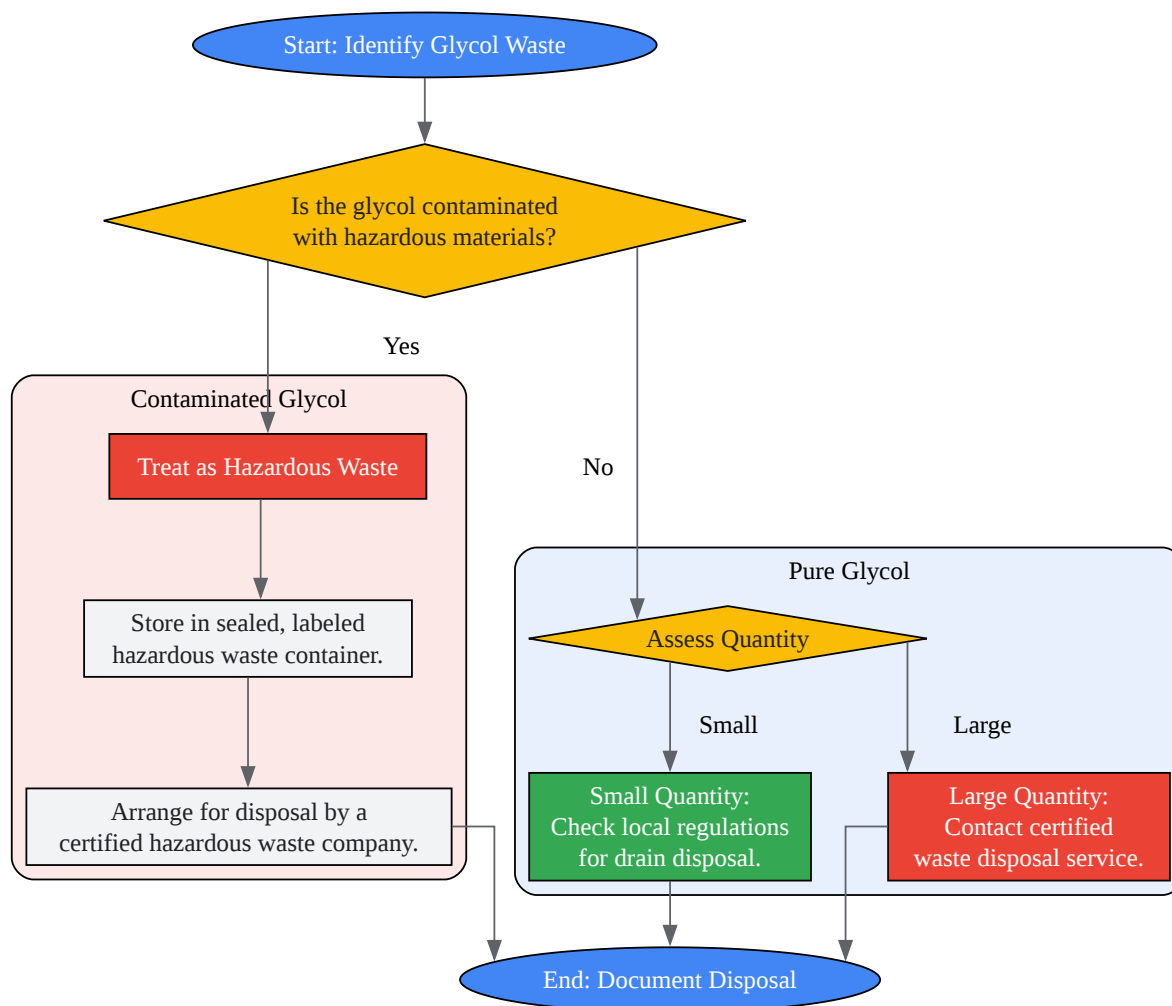 Start: Identify Glycol Waste
Is the glycol contaminated
with hazardous materials?
Yes
Contaminated Glycol
Treat as Hazardous Waste
No
Store in sealed, labeled
hazardous waste container.
Arrange for disposal by a
certified hazardous waste company.
Pure Glycol
Assess Quantity
Small
Large
Small Quantity:
Check local regulations
for drain disposal.
Large Quantity:
Contact certified
waste disposal service.
End: Document Disposal